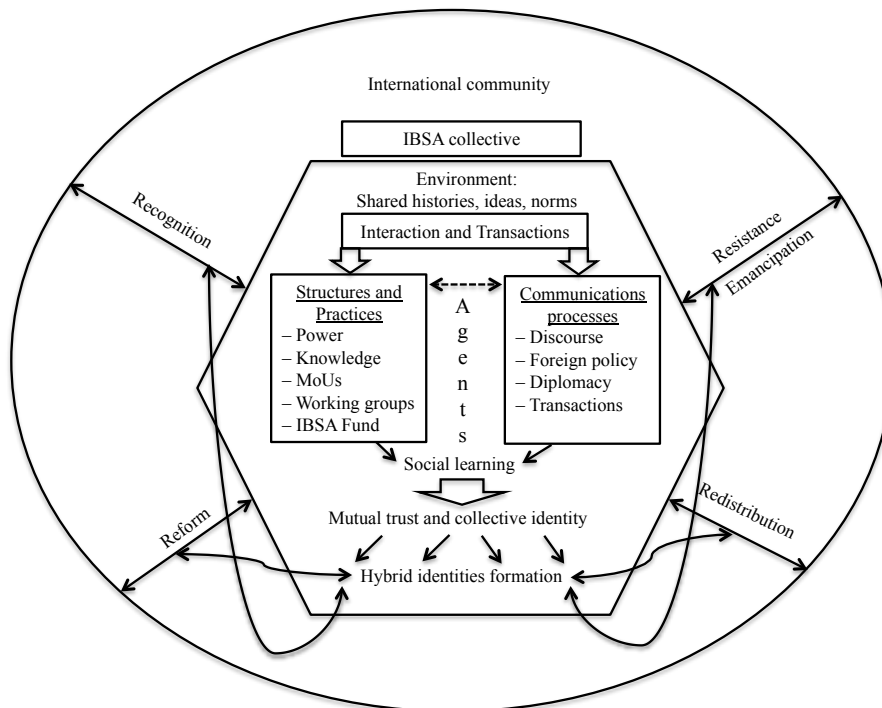 International community
IBSA collective
Environment:
Shared histories, ideas, norms
Interaction and Transactions
Recognition
Resistance
Emancipation
Structures and
Practices
– Power
– Knowledge
– MoUs
– Working groups
– IBSA Fund
Agents
Communications
processes
– Discourse
– Foreign policy
– Diplomacy
– Transactions
Social learning
Mutual trust and collective identity
Hybrid identities formation
Reform
Redistribution